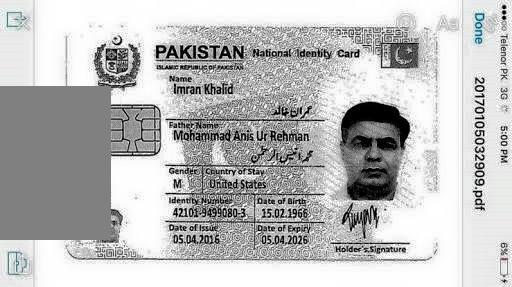 PAKISTAN National Identity Card
ISLAMIC REPUBLIC OF PAKISTAN
Name
Imran Khalid
عمران خالد
Father Name
Mohammad Anis Ur Rehman
محمد انیس الرحمٰن
Gender Country of Stay
M United States
Identity Number Date of Birth
42101-9499080-3 15.02.1966
Date of Issue Date of Expiry
05.04.2016 05.04.2026
Holder's Signature
Aa
Done 20170105032909.pdf
Telenor PK 3G 5:00 PM 6%